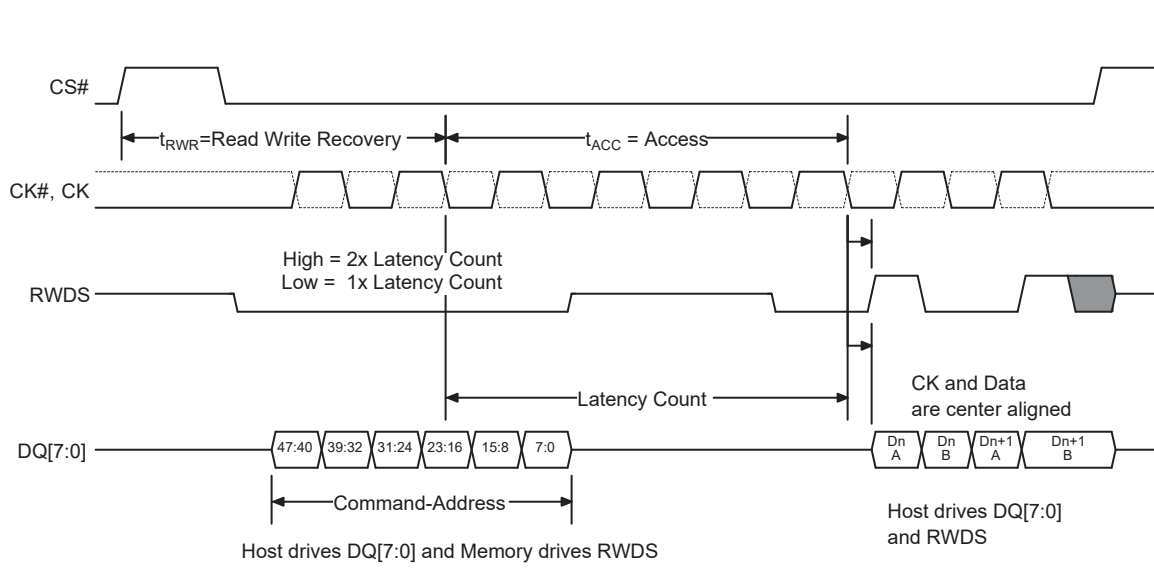 CS#
tRWR=Read Write Recovery
tACC = Access
CK#, CK
High = 2x Latency Count
Low = 1x Latency Count
RWDS
Latency Count
CK and Data
are center aligned
DQ[7:0]
47:40 39:32 31:24 23:16 15:8 7:0
Dn
A
Dn
B
Dn+1
A
Dn+1
B
Command-Address
Host drives DQ[7:0]
and RWDS
Host drives DQ[7:0] and Memory drives RWDS